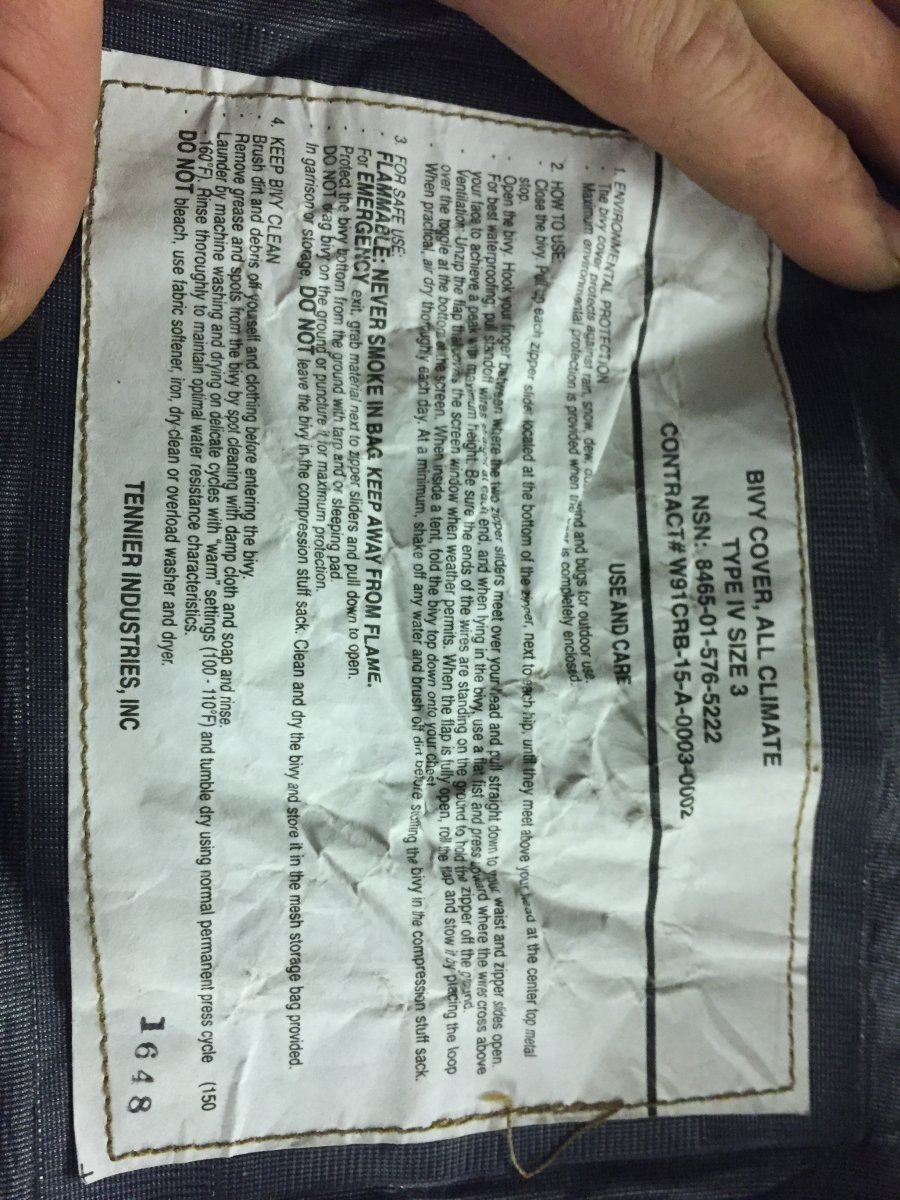 BIVY COVER, ALL CLIMATE
TYPE IV SIZE 3
NSN: 8465-01-576-5222
CONTRACT# W91CRB-15-A-0003-0002
USE AND CARE
1. ENVIRONMENTAL PROTECTION
- The bivy cover protects against rain, snow, dew, wind and bugs for outdoor use.
- Maximum environmental protection is provided when the is completely enclosed.
2. HOW TO USE:
- Close the bivy. Pull up each zipper slider, located at the bottom of the zipper, next to each hip, until they meet above your head at the center top metal
stop.
- Open the bivy. Hook your finger between where the two zipper sliders meet over your head and pull straight down to your waist and zipper slides open.
- For best waterproofing, pull standoff wires at each end, and when lying in the bivy, use a flat fist and press upward where the wires cross above
your face to achieve a peak with maximum height. Be sure the ends of the wires are standing on the ground to hold the zipper off the ground.
- Ventilation: Unzip the flap that the screen window when weather permits. When the flap is fully open, roll the flap and stow it by placing the loop
over the toggle at the bottom of the screen. When inside a tent, fold the bivy top down onto your chest.
- When practical, air dry thoroughly each day. At a minimum, shake off any water and brush off dirt before stuffing the bivy in the compression stuff sack.
3. FOR SAFE USE:
- FLAMMABLE: NEVER SMOKE IN BAG KEEP AWAY FROM FLAME.
- For EMERGENCY exit, grab material next to zipper sliders and pull down to open.
- Protect the bivy bottom from the ground with tarp and/or sleeping pad.
- DO NOT drag bivy on the ground or puncture it for maximum protection.
- In garrison or storage, DO NOT leave the bivy in the compression stuff sack. Clean and dry the bivy and store it in the mesh storage bag provided.
4. KEEP BIVY CLEAN
- Brush dirt and debris off yourself and clothing before entering the bivy.
- Remove grease and spots from the bivy by spot cleaning with damp cloth and soap and rinse.
- Launder by machine washing and drying on delicate cycles with "warm" settings (100 - 110°F) and tumble dry using normal permanent press cycle (150
- 160°F). Rinse thoroughly to maintain optimal water resistance characteristics.
- DO NOT bleach, use fabric softener, iron, dry clean or overload washer and dryer.
TENNIER INDUSTRIES, INC
1648